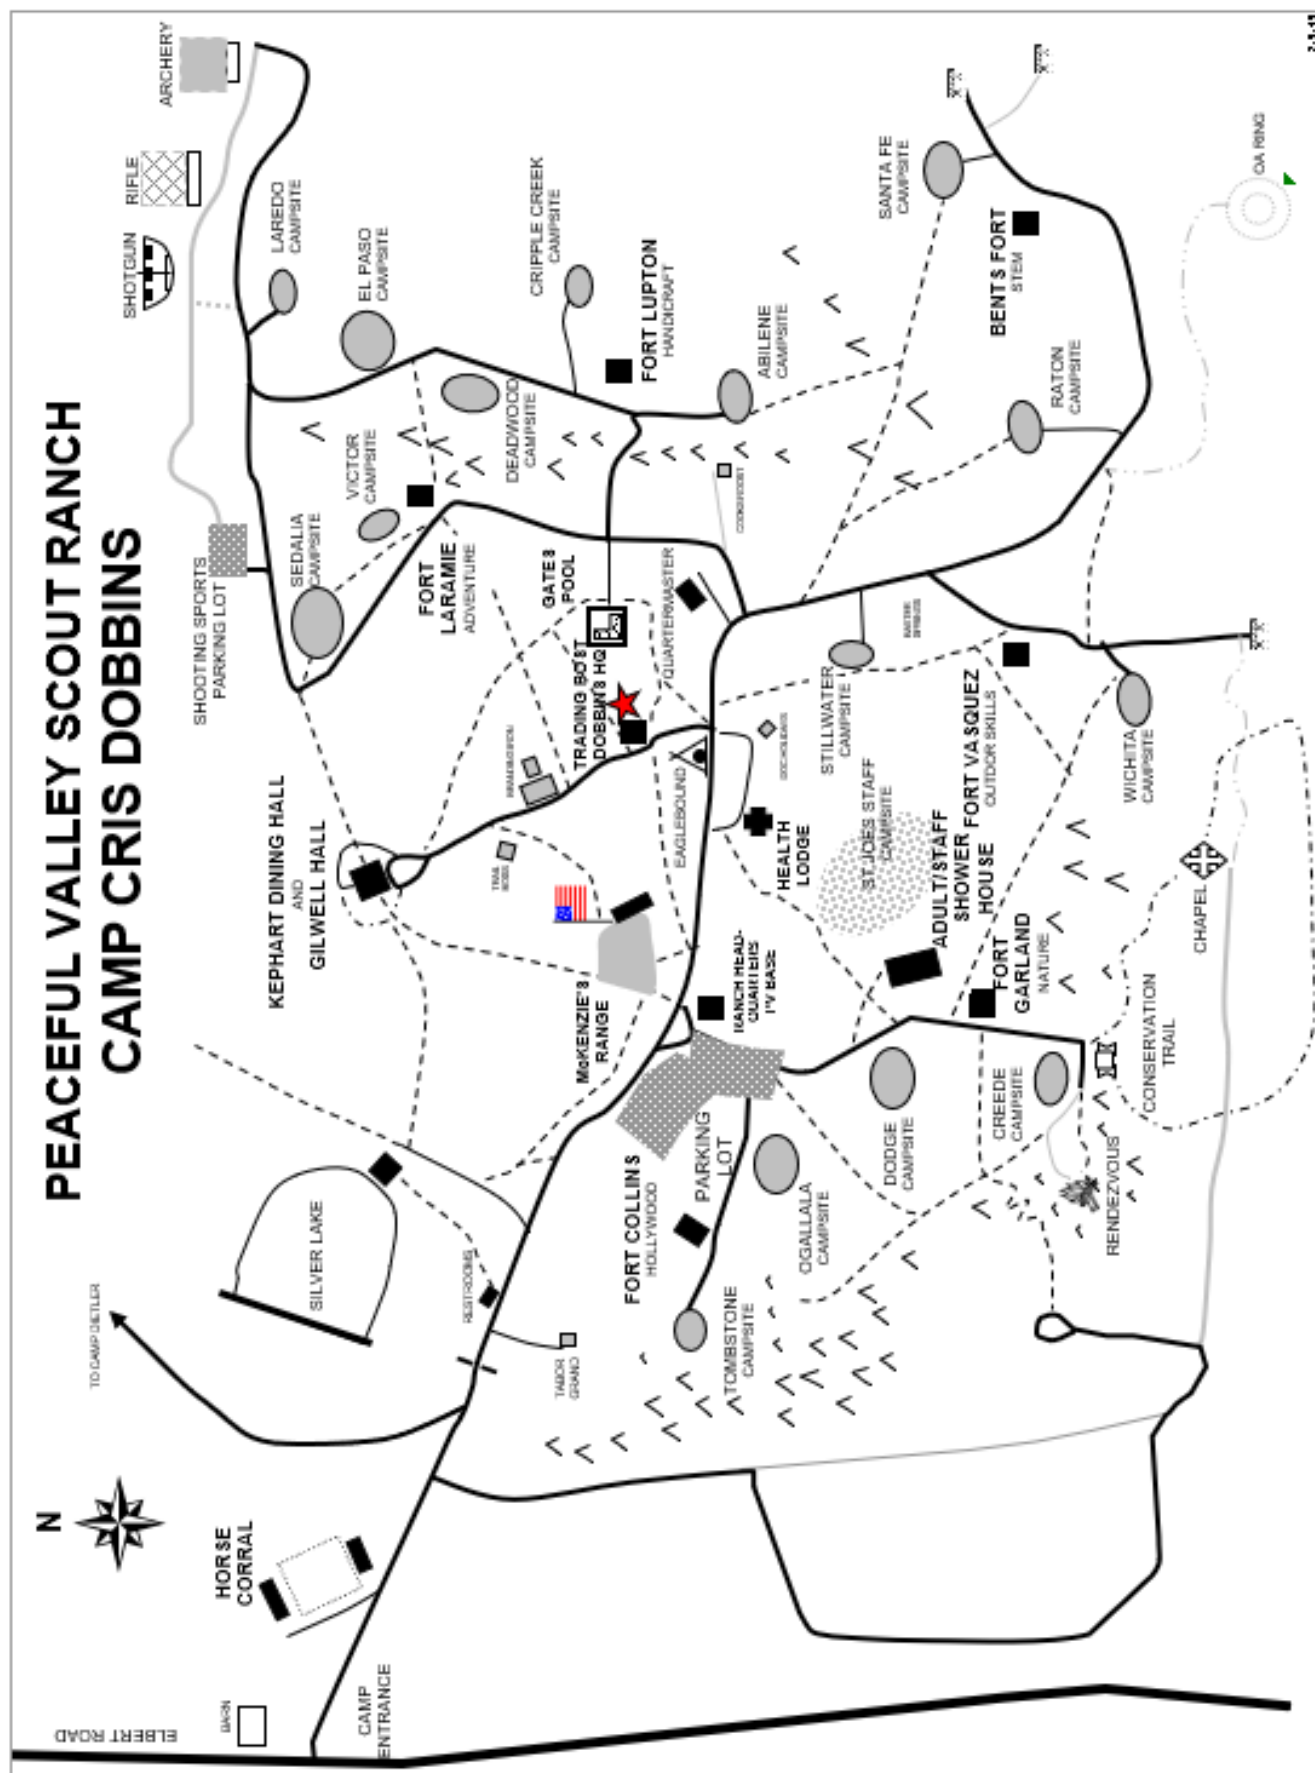 PEACEFUL VALLEY SCOUT RANCH
CAMP CRIS DOBBINS
N
ELBERT ROAD
CAMP
ENTRANCE
HORSE
CORRAL
TO CAMP DIETLER
SILVER LAKE
RESTROOMS
TABOR
GRAND
KEPHART DINING HALL
AND
GILWELL HALL
SHOOTING SPORTS
PARKING LOT
SEDALIA
CAMPSITE
VICTOR
CAMPSITE
SHOTGUN
RIFLE
ARCHERY
LAREDO
CAMPSITE
EL PASO
CAMPSITE
FORT
LARAMIE
ADVENTURE
DEADWOOD
CAMPSITE
CRIPPLE CREEK
CAMPSITE
FORT LUPTON
HANDICRAFT
GATES
POOL
TRADING POST
DOBBINS HQ
QUARTERMASTER
ABILENE
CAMPSITE
EAGLEBOUND
McKENZIE'S
RANGE
RANCH HEAD-
QUARTERS
HEALTH
LODGE
FORT COLLINS
HOLLYWOOD
PARKING
LOT
TOMBSTONE
CAMPSITE
OGALLALA
CAMPSITE
DODGE
CAMPSITE
STILLWATER
CAMPSITE
ST JOES STAFF
CAMPSITE
SANTA FE
CAMPSITE
ADULT/STAFF
SHOWER
HOUSE
FORT VASQUEZ
OUTDOOR SKILLS
BENTS FORT
STEM
RATON
CAMPSITE
FORT
GARLAND
NATURE
CREEDE
CAMPSITE
RENDEZVOUS
CONSERVATION
TRAIL
CHAPEL
WICHITA
CAMPSITE
OA RING